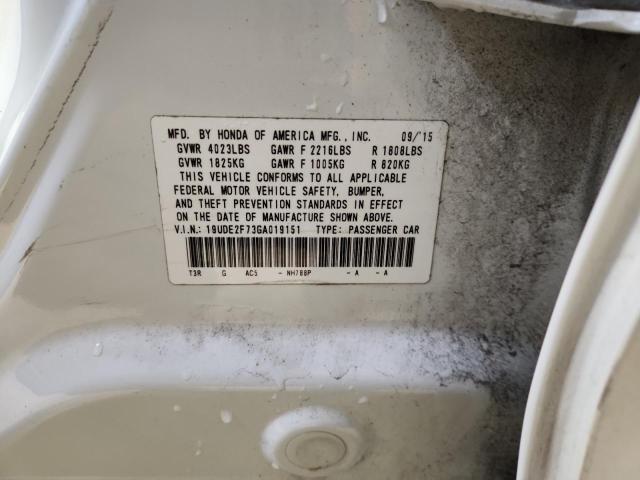 MFD. BY HONDA OF AMERICA MFG., INC. 09/15
GVWR 4023LBS GAWR F 2216LBS R 1808LBS
GVWR 1825KG GAWR F 1005KG R 820KG
THIS VEHICLE CONFORMS TO ALL APPLICABLE
FEDERAL MOTOR VEHICLE SAFETY, BUMPER,
AND THEFT PREVENTION STANDARDS IN EFFECT
ON THE DATE OF MANUFACTURE SHOWN ABOVE.
V.I.N.: 19UDE2F73GA019151 TYPE: PASSENGER CAR
T3R G AC5 - NH788P - A - A